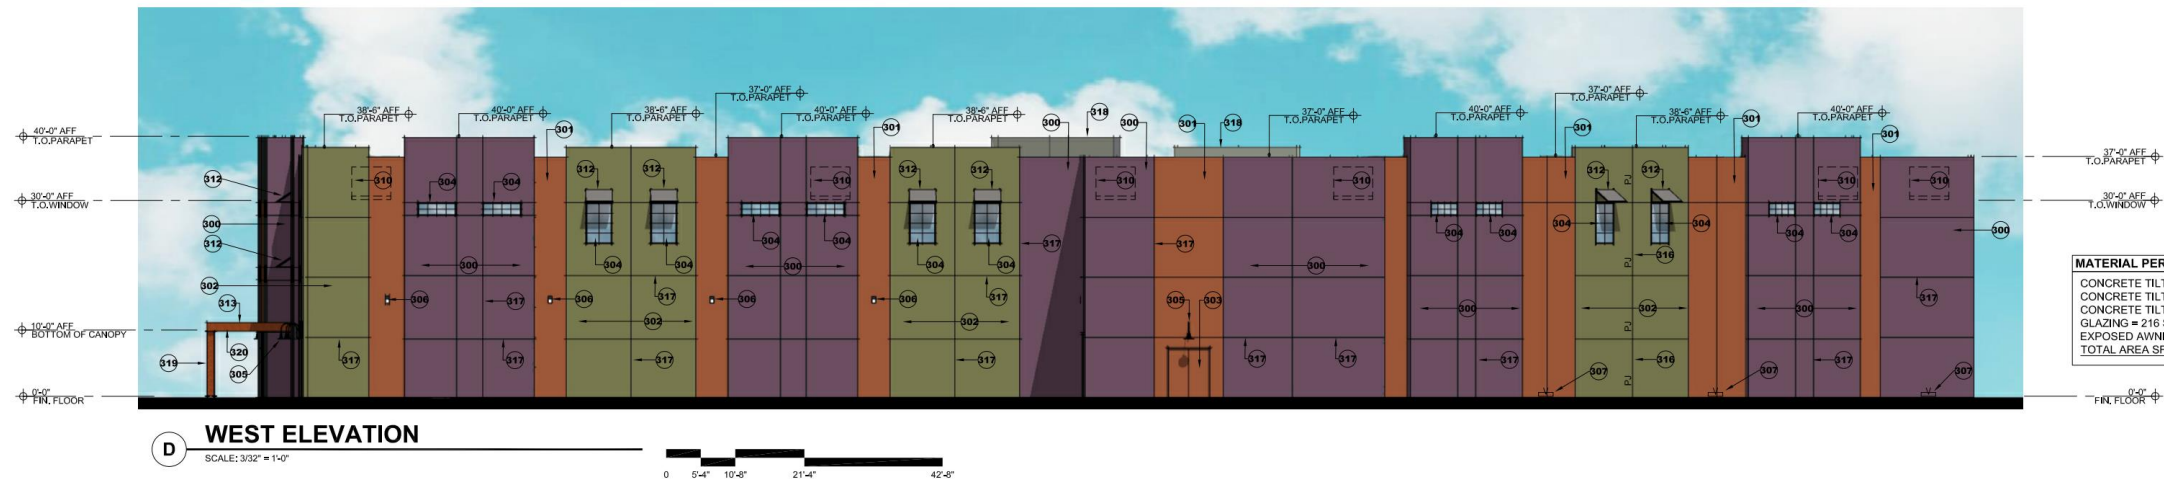 37'-0" AFF
T.O.PARAPET
37'-0" AFF
T.O.PARAPET
38'-6" AFF
T.O.PARAPET
40'-0" AFF
T.O.PARAPET
38'-6" AFF
T.O.PARAPET
40'-0" AFF
T.O.PARAPET
38'-6" AFF
T.O.PARAPET
37'-0" AFF
T.O.PARAPET
40'-0" AFF
T.O.PARAPET
38'-6" AFF
T.O.PARAPET
40'-0" AFF
T.O.PARAPET
318
300
300
301
318
301
301
301
301
301
40'-0" AFF
T.O.PARAPET
37'-0" AFF
T.O.PARAPET
312
310
304
304
312
312
310
312
312
310
310
312
PJ
312
310
310
30'-0" AFF
T.O.WINDOW
30'-0" AFF
T.O.WINDOW
300
304
304
304
304
300
312
304
304
317
317
304
304
304
304
316
PJ
300
300
300
300
302
306
317
306
317
306
306
317
305
303
317
313
302
302
300
302
300
PJ
10'-0" AFF
BOTTOM OF CANOPY
319
320
305
317
317
317
317
317
317
317
316
PJ
317
307
307
307
0'-0"
FIN. FLOOR
0'-0"
FIN. FLOOR
MATERIAL PER
CONCRETE TILT
CONCRETE TILT
CONCRETE TILT
GLAZING = 216
EXPOSED AWN
TOTAL AREA SF
D
WEST ELEVATION
SCALE: 3/32" = 1'-0"
0 5'-4" 10'-8" 21'-4" 42'-8"